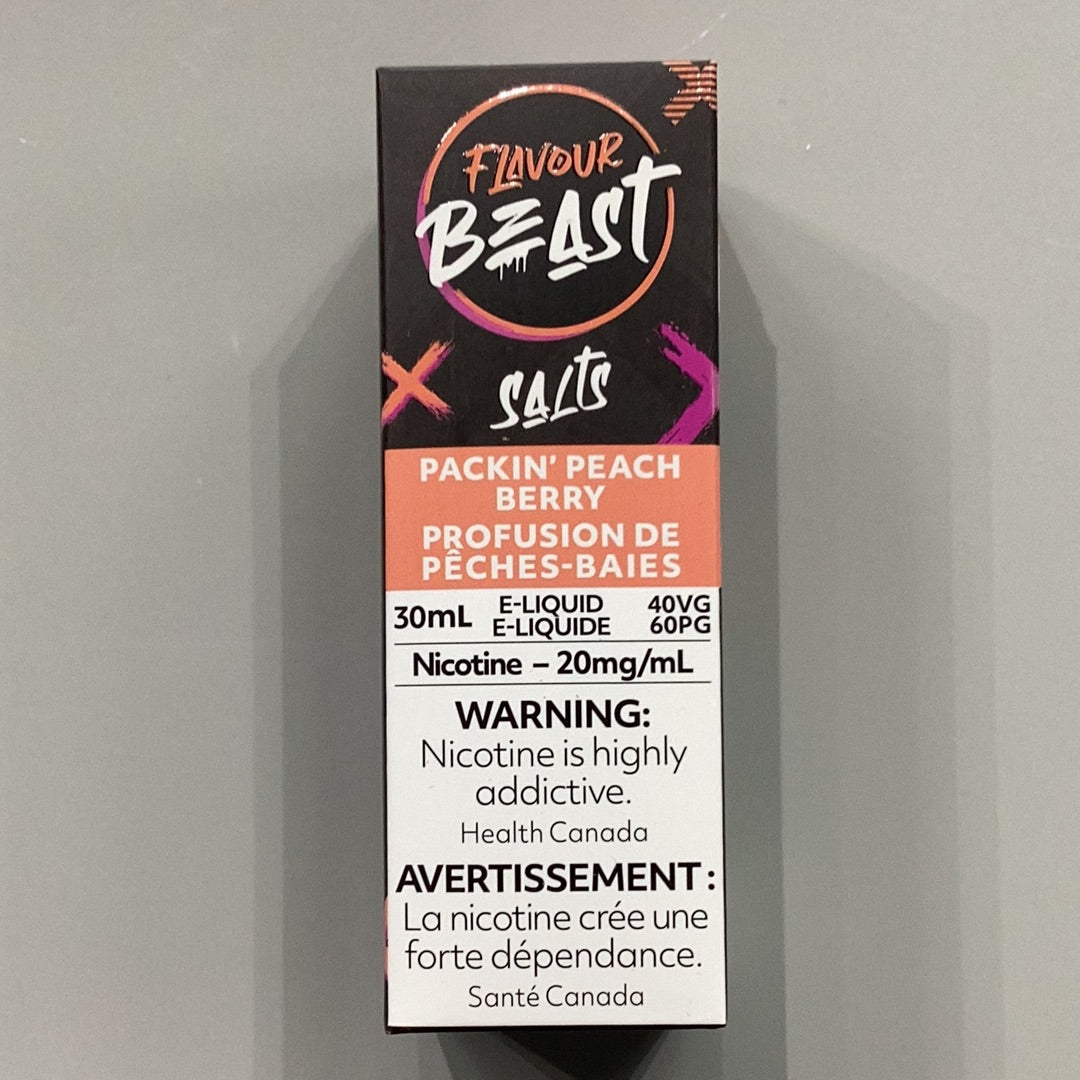 FLAVOUR
BEAST
SALTS
PACKIN' PEACH
BERRY
PROFUSION DE
PÊCHES-BAIES
30mL E-LIQUID 40VG
E-LIQUIDE 60PG
Nicotine – 20mg/mL
WARNING:
Nicotine is highly
addictive.
Health Canada
AVERTISSEMENT :
La nicotine crée une
forte dépendance.
Santé Canada